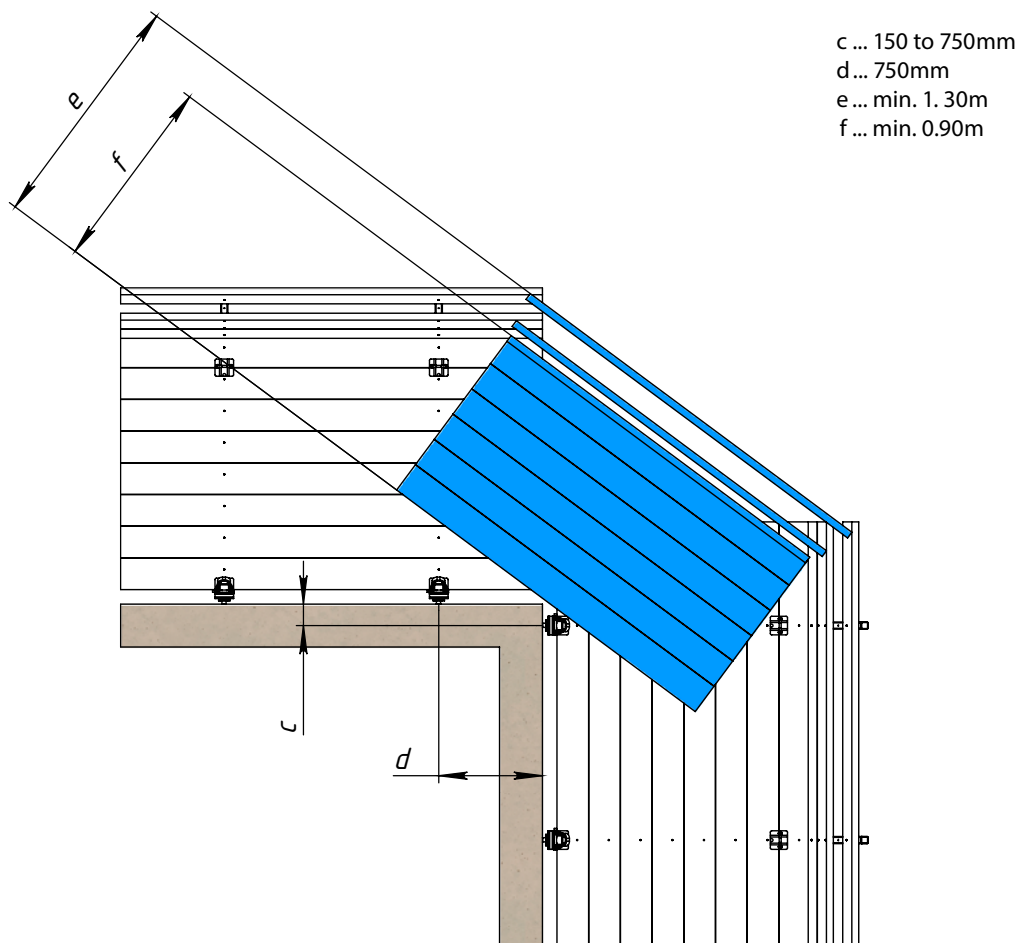 c ... 150 to 750mm
d ... 750mm
e ... min. 1. 30m
f ... min. 0.90m
e
f
c
d